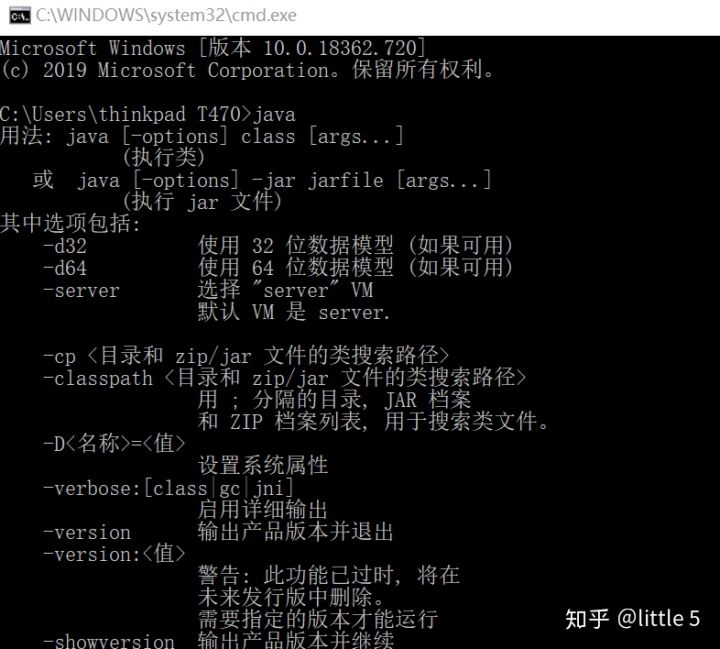 C:\WINDOWS\system32\cmd.exe
Microsoft Windows [版本 10.0.18362.720]
(c) 2019 Microsoft Corporation。保留所有权利。
C:\Users\thinkpad T470>java
用法: java [-options] class [args...]
(执行类)
或  java [-options] -jar jarfile [args...]
(执行 jar 文件)
其中选项包括:
-d32 使用 32 位数据模型 (如果可用)
-d64 使用 64 位数据模型 (如果可用)
-server 选择 "server" VM
默认 VM 是 server.
-cp <目录和 zip/jar 文件的类搜索路径>
-classpath <目录和 zip/jar 文件的类搜索路径>
用 ; 分隔的目录, JAR 档案
和 ZIP 档案列表, 用于搜索类文件。
-D<名称>=<值>
设置系统属性
-verbose:[class|gc|jni]
启用详细输出
-version 输出产品版本并退出
-version:<值>
警告: 此功能已过时, 将在
未来发行版中删除。
需要指定的版本才能运行
-showversion 输出产品版本并继续
知乎 @little 5